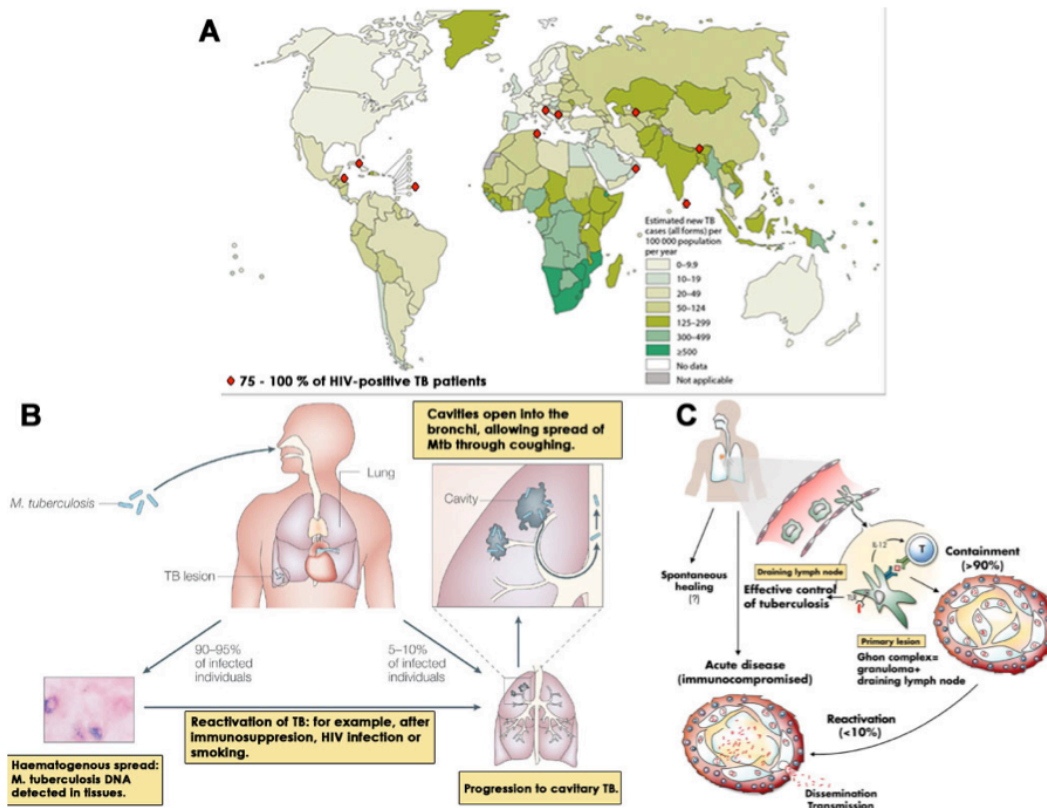 A
Estimated new TB
cases (all forms) per
100 000 population
per year
0–9.9
10–19
20–49
50–124
125–299
300–499
≥500
No data
Not applicable
75 - 100 % of HIV-positive TB patients
B
M. tuberculosis
Lung
TB lesion
Cavities open into the
bronchi, allowing spread of
Mtb through coughing.
Cavity
90–95%
of infected
individuals
5–10%
of infected
individuals
Reactivation of TB: for example, after
immunosuppresion, HIV infection or
smoking.
Haematogenous spread:
M. tuberculosis DNA
detected in tissues.
Progression to cavitary TB.
C
Spontaneous
healing
(?)
Draining lymph node
Effective control
of tuberculosis
IL-12
T
Containment
(>90%)
Primary lesion
Ghon complex=
granuloma+
draining lymph node
Acute disease
(immunocompromised)
Reactivation
(<10%)
Dissemination
Transmission